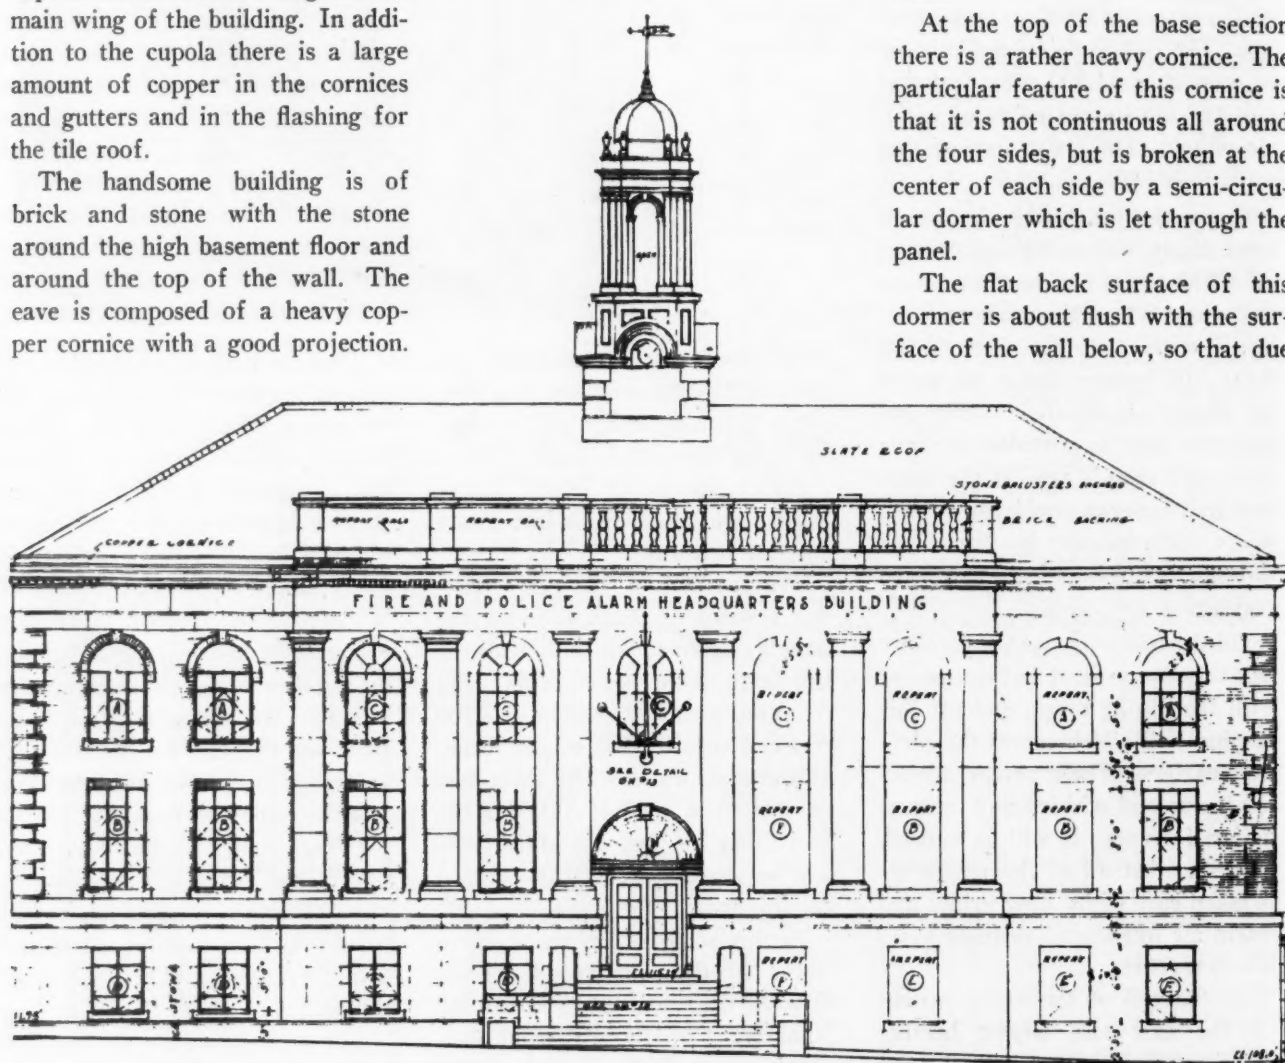 main wing of the building. In addi-
tion to the cupola there is a large
amount of copper in the cornices
and gutters and in the flashing for
the tile roof.
The handsome building is of
brick and stone with the stone
around the high basement floor and
around the top of the wall. The
eave is composed of a heavy cop-
per cornice with a good projection.
At the top of the base section
there is a rather heavy cornice. The
particular feature of this cornice is
that it is not continuous all around
the four sides, but is broken at the
center of each side by a semi-circu-
lar dormer which is let through the
panel.
The flat back surface of this
dormer is about flush with the sur-
face of the wall below, so that due
OPEN
SLATE ROOF
STONE BALUSTERS ENGAGED
REPEAT BALS
REPEAT BAL
BRICK BACKING
COPPER CORNICE
FIRE AND POLICE ALARM HEADQUARTERS BUILDING
A A C C C
REPEAT C
REPEAT C
REPEAT A
A
SEE DETAIL
B B B
REPEAT
REPEAT B
REPEAT B
B
STONE
REPEAT
REPEAT E
REPEAT E
E